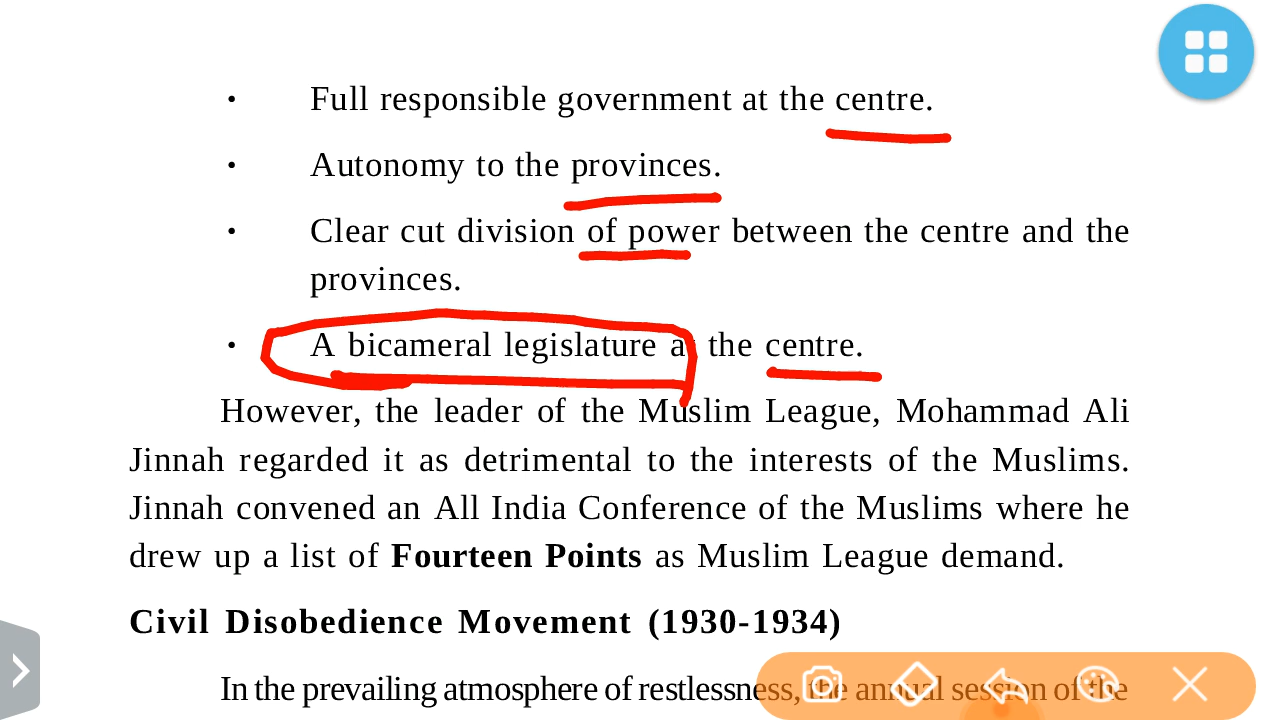 • Full responsible government at the centre.
• Autonomy to the provinces.
• Clear cut division of power between the centre and the
provinces.
• A bicameral legislature at the centre.
However, the leader of the Muslim League, Mohammad Ali
Jinnah regarded it as detrimental to the interests of the Muslims.
Jinnah convened an All India Conference of the Muslims where he
drew up a list of Fourteen Points as Muslim League demand.
Civil Disobedience Movement (1930-1934)
In the prevailing atmosphere of restlessness, the annual session of the